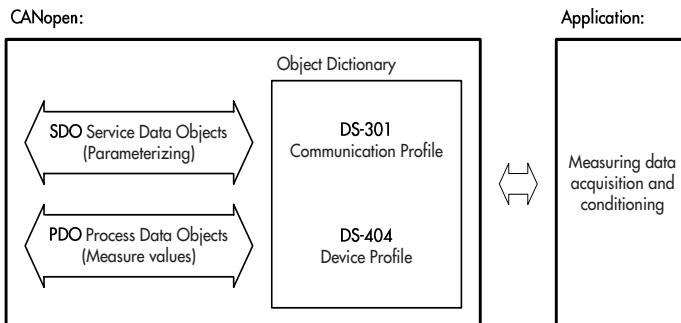 CANopen:
Application:
Object Dictionary
SDO Service Data Objects
(Parameterizing)
DS-301
Communication Profile
PDO Process Data Objects
(Measure values)
DS-404
Device Profile
Measuring data
acquisition and
conditioning